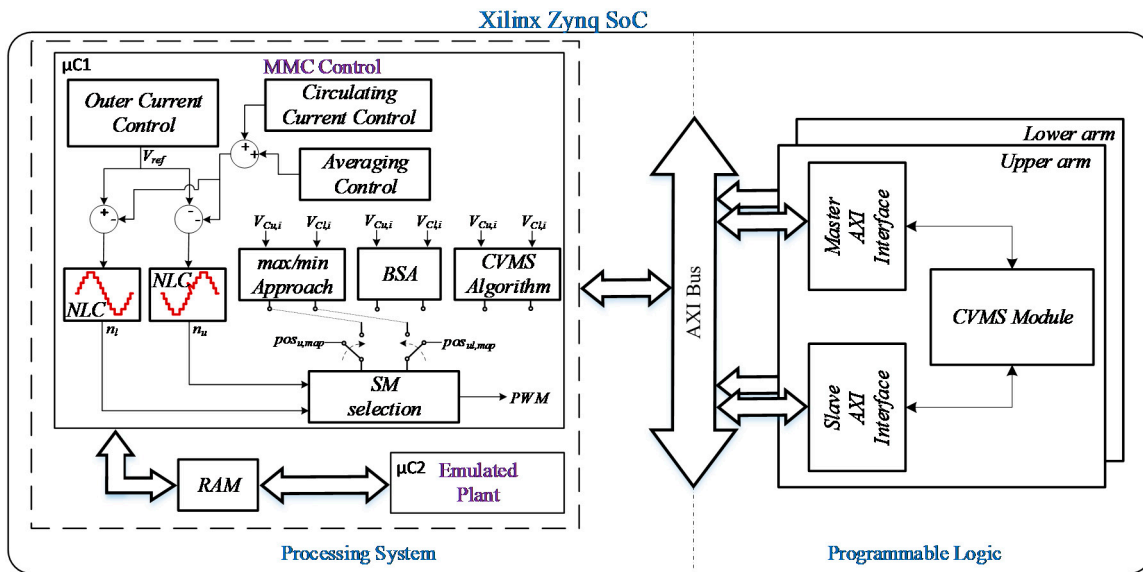 Xilinx Zynq SoC
μC1
MMC Control
Outer Current
Control
Circulating
Current Control
Averaging
Control
V_ref
+
+
+
-
-
-
V_Cu,i
V_Cl,i
V_Cu,i
V_Cl,i
V_Cu,i
V_Cl,i
NLC
NLC
max/min
Approach
BSA
CVMS
Algorithm
n_l
n_u
pos_u,map
pos_ul,map
SM
selection
PWM
RAM
μC2
Emulated
Plant
Processing System
AXI Bus
Lower arm
Upper arm
Master
AXI
Interface
Slave
AXI
Interface
CVMS Module
Programmable Logic